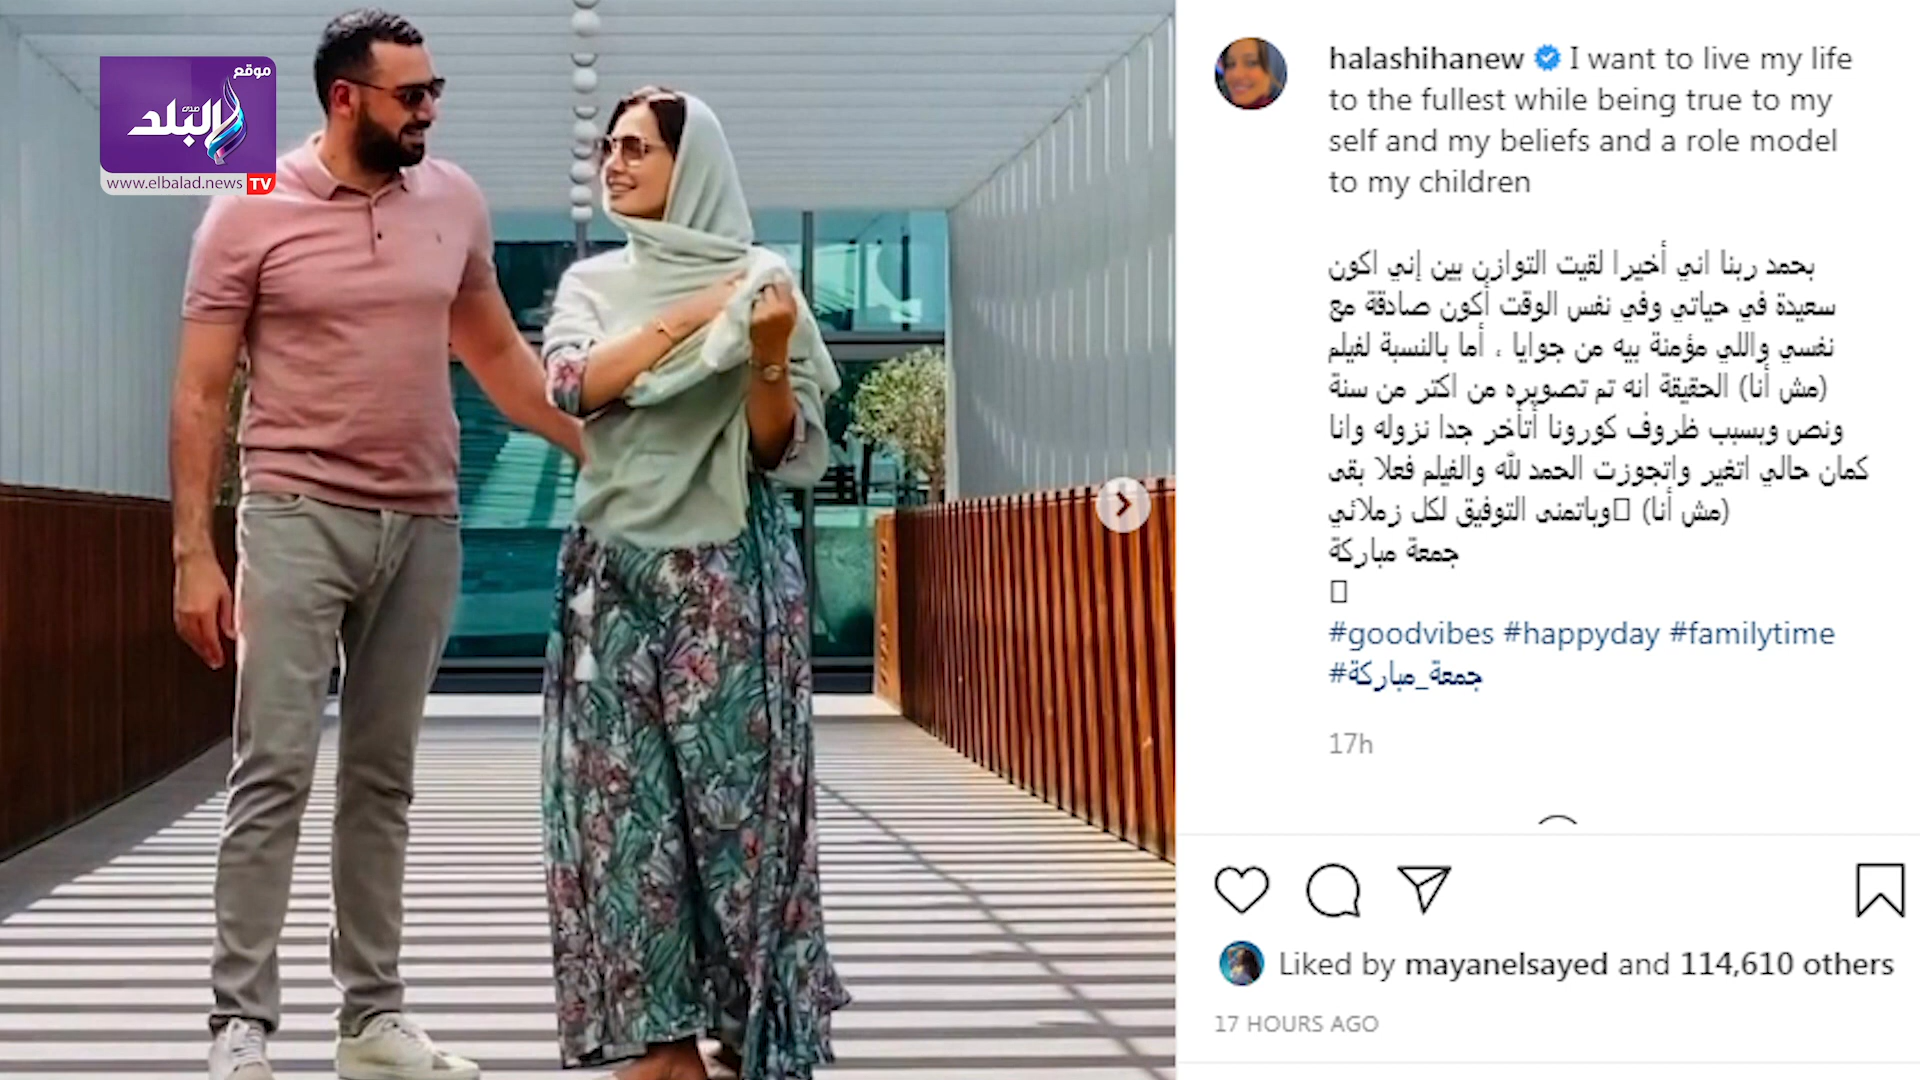 موقع
صدى البلد
www.elbalad.news TV
halashihanew I want to live my life
to the fullest while being true to my
self and my beliefs and a role model
to my children
بحمد ربنا اني أخيرا لقيت التوازن بين إني اكون
سعيدة في حياتي وفي نفس الوقت أكون صادقة مع
نفسي واللي مؤمنة بيه من جوايا ، أما بالنسبة لفيلم
(مش أنا) الحقيقة انه تم تصويره من اكتر من سنة
ونص وبسبب ظروف كورونا أتأخر جدا نزوله وانا
كمان حالي اتغير واتجوزت الحمد لله والفيلم فعلا بقى
(مش أنا) وباتمنى التوفيق لكل زملائي
جمعة مباركة
#goodvibes #happyday #familytime
#جمعة_مباركة
17h
Liked by mayanelsayed and 114,610 others
17 HOURS AGO